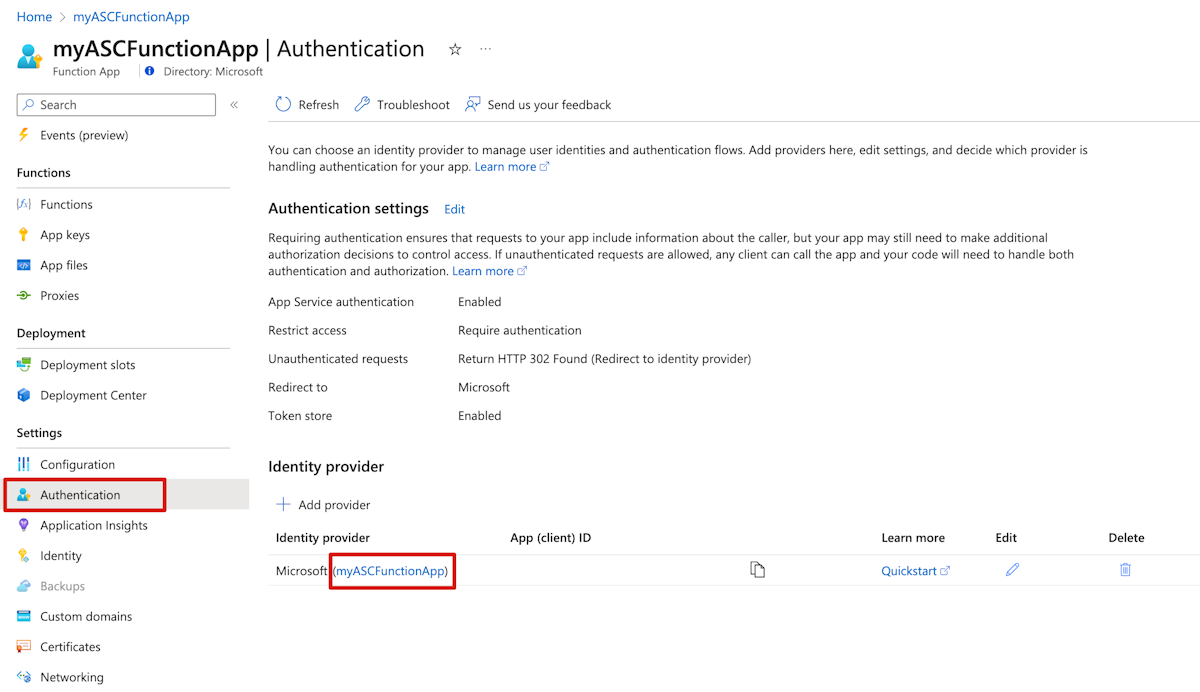 Home > myASCFunctionApp
myASCFunctionApp | Authentication
Function App
Directory: Microsoft
Search
«
Refresh
Troubleshoot
Send us your feedback
Events (preview)
Functions
Functions
App keys
App files
Proxies
Deployment
Deployment slots
Deployment Center
Settings
Configuration
Authentication
Application Insights
Identity
Backups
Custom domains
Certificates
Networking
You can choose an identity provider to manage user identities and authentication flows. Add providers here, edit settings, and decide which provider is
handling authentication for your app. Learn more
Authentication settings Edit
Requiring authentication ensures that requests to your app include information about the caller, but your app may still need to make additional
authorization decisions to control access. If unauthenticated requests are allowed, any client can call the app and your code will need to handle both
authentication and authorization. Learn more
App Service authentication Enabled
Restrict access Require authentication
Unauthenticated requests Return HTTP 302 Found (Redirect to identity provider)
Redirect to Microsoft
Token store Enabled
Identity provider
Add provider
Identity provider App (client) ID Learn more Edit Delete
Microsoft (myASCFunctionApp) Quickstart